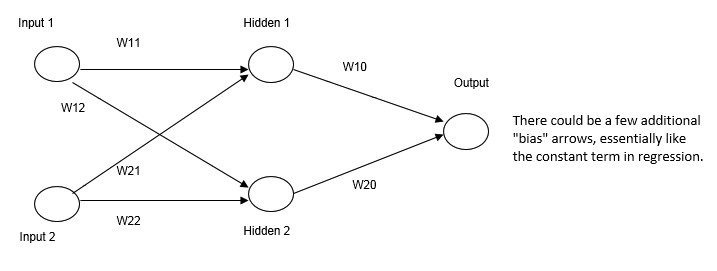 Input 1
Hidden 1
W11
W10
Output
W12
There could be a few additional
"bias" arrows, essentially like
the constant term in regression.
W21
W20
W22
Input 2
Hidden 2